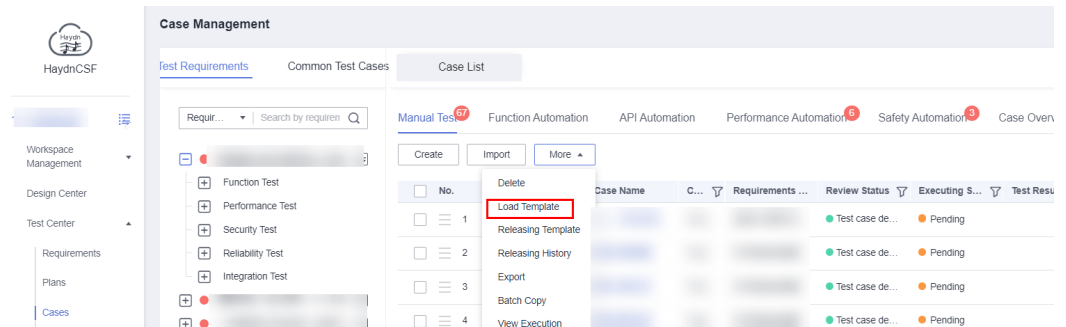 Case Management
Haydn
HaydnCSF
Test Requirements Common Test Cases Case List
Requir... Search by requiren
Manual Test 67 Function Automation API Automation Performance Automation 6 Safety Automation 3 Case Overv
Create Import More
Workspace
Management
Design Center
Test Center
Requirements
Plans
Cases
Function Test
Performance Test
Security Test
Reliability Test
Integration Test
Delete
Load Template
Releasing Template
Releasing History
Export
Batch Copy
View Execution
No. Case Name C... Requirements ... Review Status Executing S... Test Resu
1 Test case de... Pending
2 Test case de... Pending
3 Test case de... Pending
4 Test case de... Pending